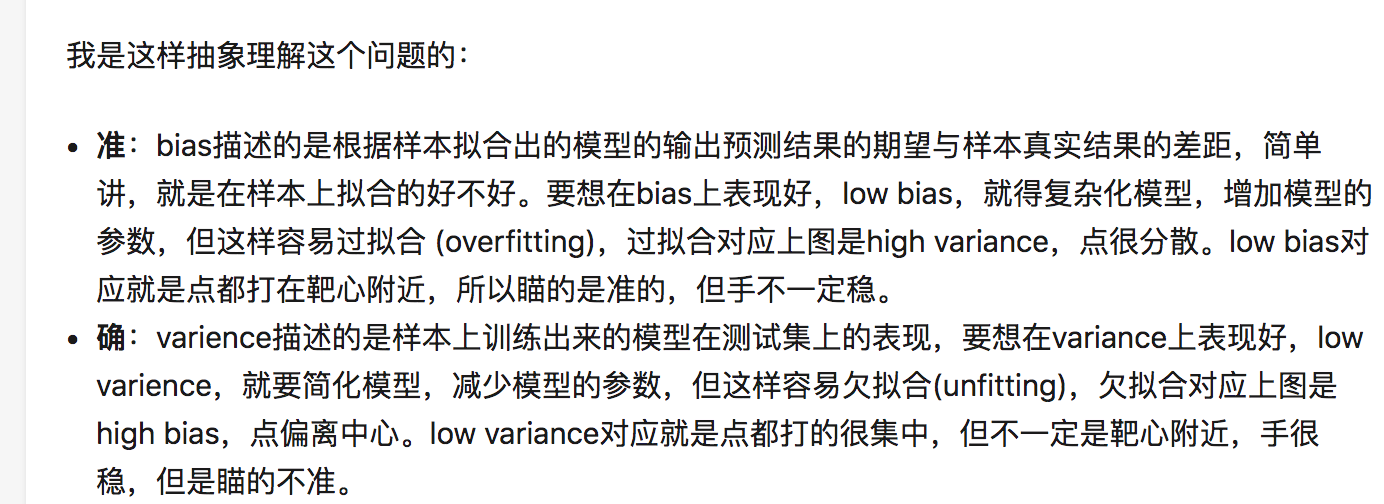 我是这样抽象理解这个问题的：
• 准：bias描述的是根据样本拟合出的模型的输出预测结果的期望与样本真实结果的差距，简单
讲，就是在样本上拟合的好不好。要想在bias上表现好，low bias，就得复杂化模型，增加模型的
参数，但这样容易过拟合 (overfitting)，过拟合对应上图是high variance，点很分散。low bias对
应就是点都打在靶心附近，所以瞄的是准的，但手不一定稳。
• 确：varience描述的是样本上训练出来的模型在测试集上的表现，要想在variance上表现好，low
varience，就要简化模型，减少模型的参数，但这样容易欠拟合(unfitting)，欠拟合对应上图是
high bias，点偏离中心。low variance对应就是点都打的很集中，但不一定是靶心附近，手很
稳，但是瞄的不准。